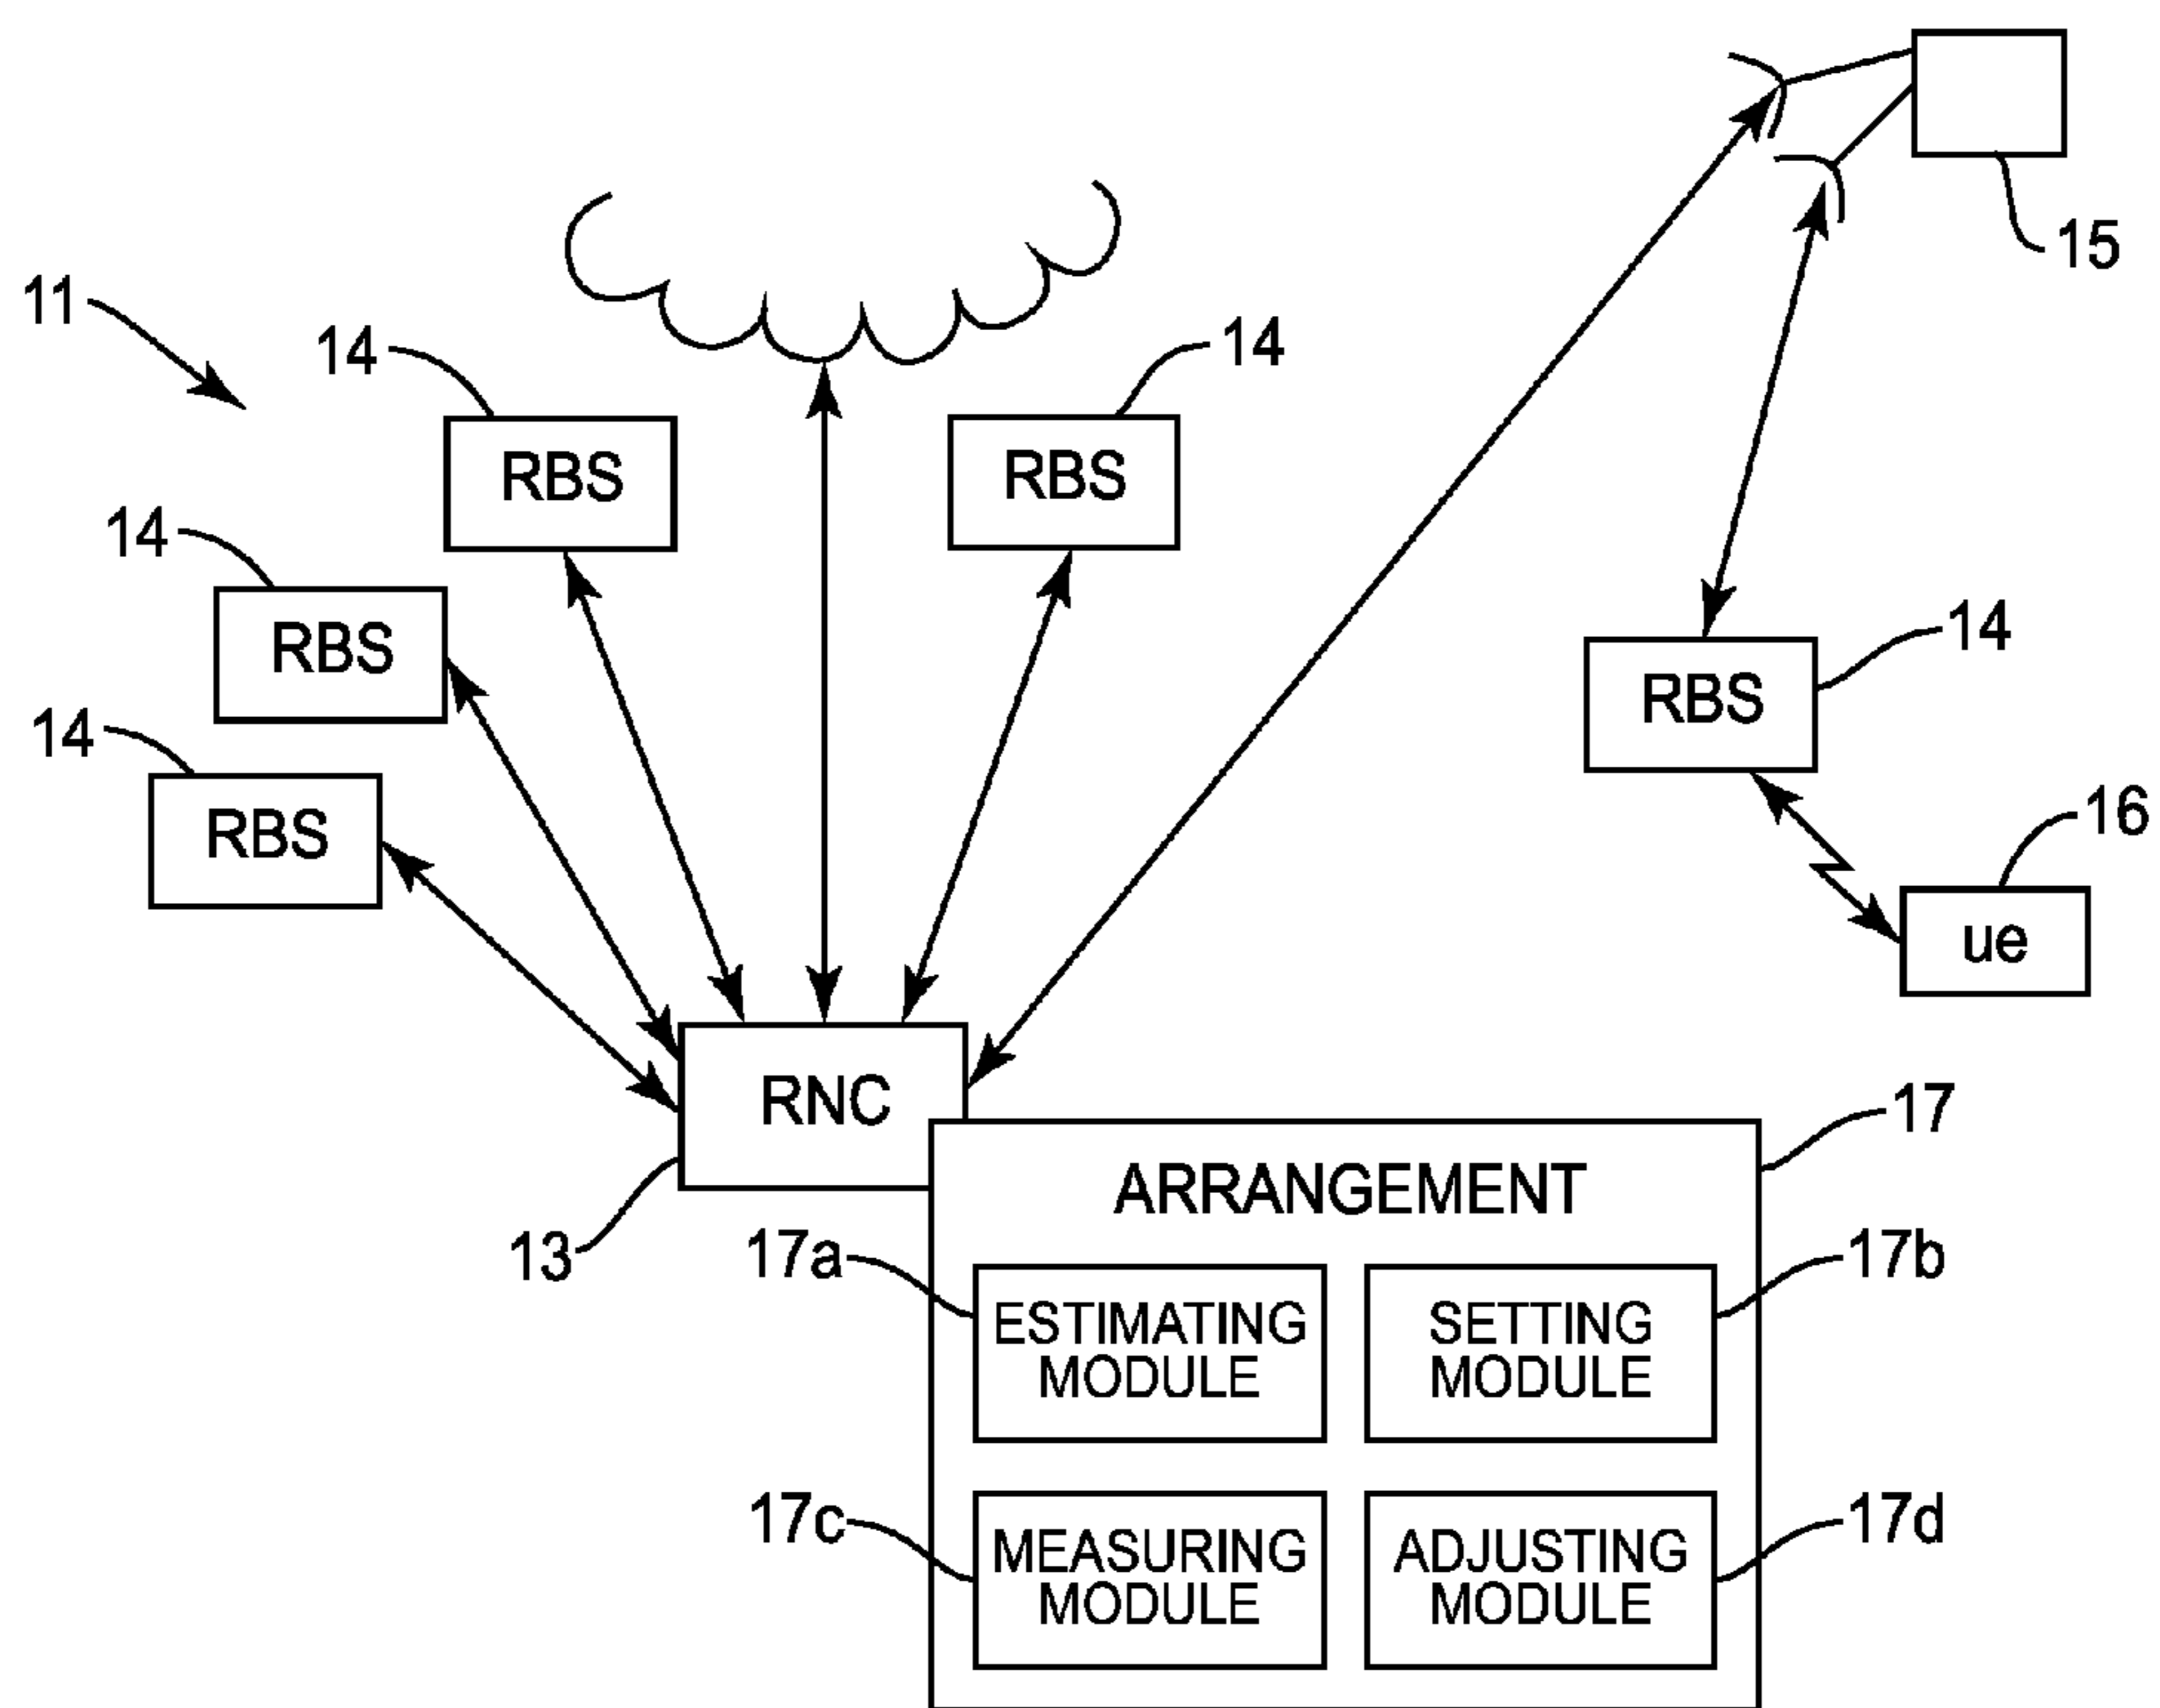 15
11
14
14
RBS
RBS
14
RBS
14
RBS
14
RBS
16
ue
RNC
17
ARRANGEMENT
13
17a
17b
ESTIMATING
MODULE
SETTING
MODULE
17c
17d
MEASURING
MODULE
ADJUSTING
MODULE